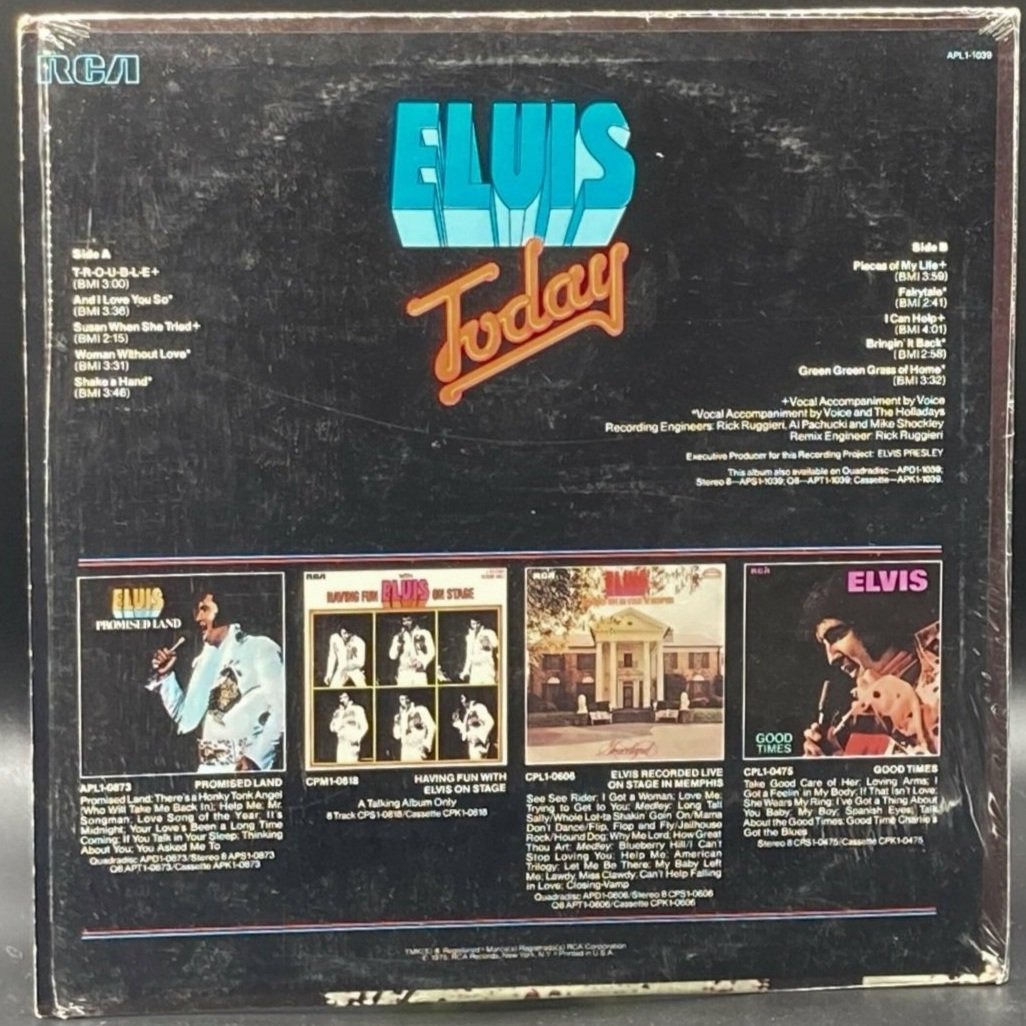 RCA
APL1-1039
ELVIS
Today
Side A
T-R-O-U-B-L-E+
(BMI 3:00)
And I Love You So*
(BMI 3:36)
Susan When She Tried+
(BMI 2:15)
Woman Without Love*
(BMI 3:31)
Shake a Hand*
(BMI 3:46)
Side B
Pieces of My Life+
(BMI 3:59)
Fairytale*
(BMI 2:41)
I Can Help+
(BMI 4:01)
Bringin' It Back*
(BMI 2:58)
Green Green Grass of Home*
(BMI 3:32)
+Vocal Accompaniment by Voice
*Vocal Accompaniment by Voice and The Holladays
Recording Engineers: Rick Ruggieri, Al Pachucki and Mike Shockley
Remix Engineer: Rick Ruggieri
Executive Producer for this Recording Project: ELVIS PRESLEY
This album also available on Quadradisc—APD1-1039;
Stereo 8—APS1-1039; Q8—APT1-1039; Cassette—APK1-1039.
ELVIS
PROMISED LAND
APL1-0873 PROMISED LAND
Promised Land; There's a Honky Tonk Angel
(Who Will Take Me Back In); Help Me; Mr.
Songman; Love Song of the Year; It's
Midnight; Your Love's Been a Long Time
Coming; If You Talk in Your Sleep; Thinking
About You; You Asked Me To
Quadradisc APD1-0873/Stereo 8 APS1-0873
Q8 APT1-0873/Cassette APK1-0873
RCA
HAVING FUN WITH ELVIS ON STAGE
CPM1-0818 HAVING FUN WITH
ELVIS ON STAGE
A Talking Album Only
8 Track CPS1-0818/Cassette CPK1-0818
RCA
ELVIS
Graceland
CPL1-0606 ELVIS RECORDED LIVE
ON STAGE IN MEMPHIS
See See Rider; I Got a Woman; Love Me;
Trying to Get to You; Medley: Long Tall
Sally/Whole Lot-ta Shakin' Goin' On/Mama
Don't Dance/Flip, Flop and Fly/Jailhouse
Rock/Hound Dog; Why Me Lord; How Great
Thou Art; Medley: Blueberry Hill/I Can't
Stop Loving You; Help Me; American
Trilogy; Let Me Be There; My Baby Left
Me; Lawdy, Miss Clawdy; Can't Help Falling
in Love; Closing-Vamp
Quadradisc APD1-0606/Stereo 8 CPS1-0606
Q8 APT1-0606/Cassette CPK1-0606
RCA
ELVIS
GOOD
TIMES
CPL1-0475 GOOD TIMES
Take Good Care of Her; Loving Arms; I
Got a Feelin' in My Body; If That Isn't Love;
She Wears My Ring; I've Got a Thing About
You Baby; My Boy; Spanish Eyes; Talk
About the Good Times; Good Time Charlie's
Got the Blues
Stereo 8 CPS1-0475/Cassette CPK1-0475
TMK(S) ® Registered • Marca(s) Registrada(s) RCA Corporation
© 1975, RCA Records, New York, N.Y. • Printed in U.S.A.